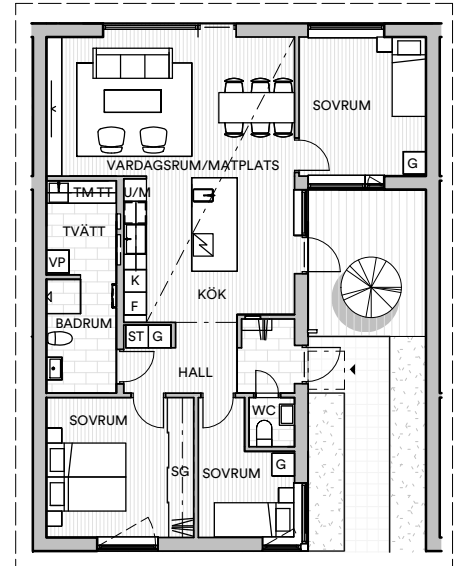 SOVRUM
G
VARDAGSRUM/MATPLATS
TM TT
U/M
TVÄTT
VP
K
KÖK
F
BADRUM
ST G
HALL
WC
SOVRUM
SG
SOVRUM
G